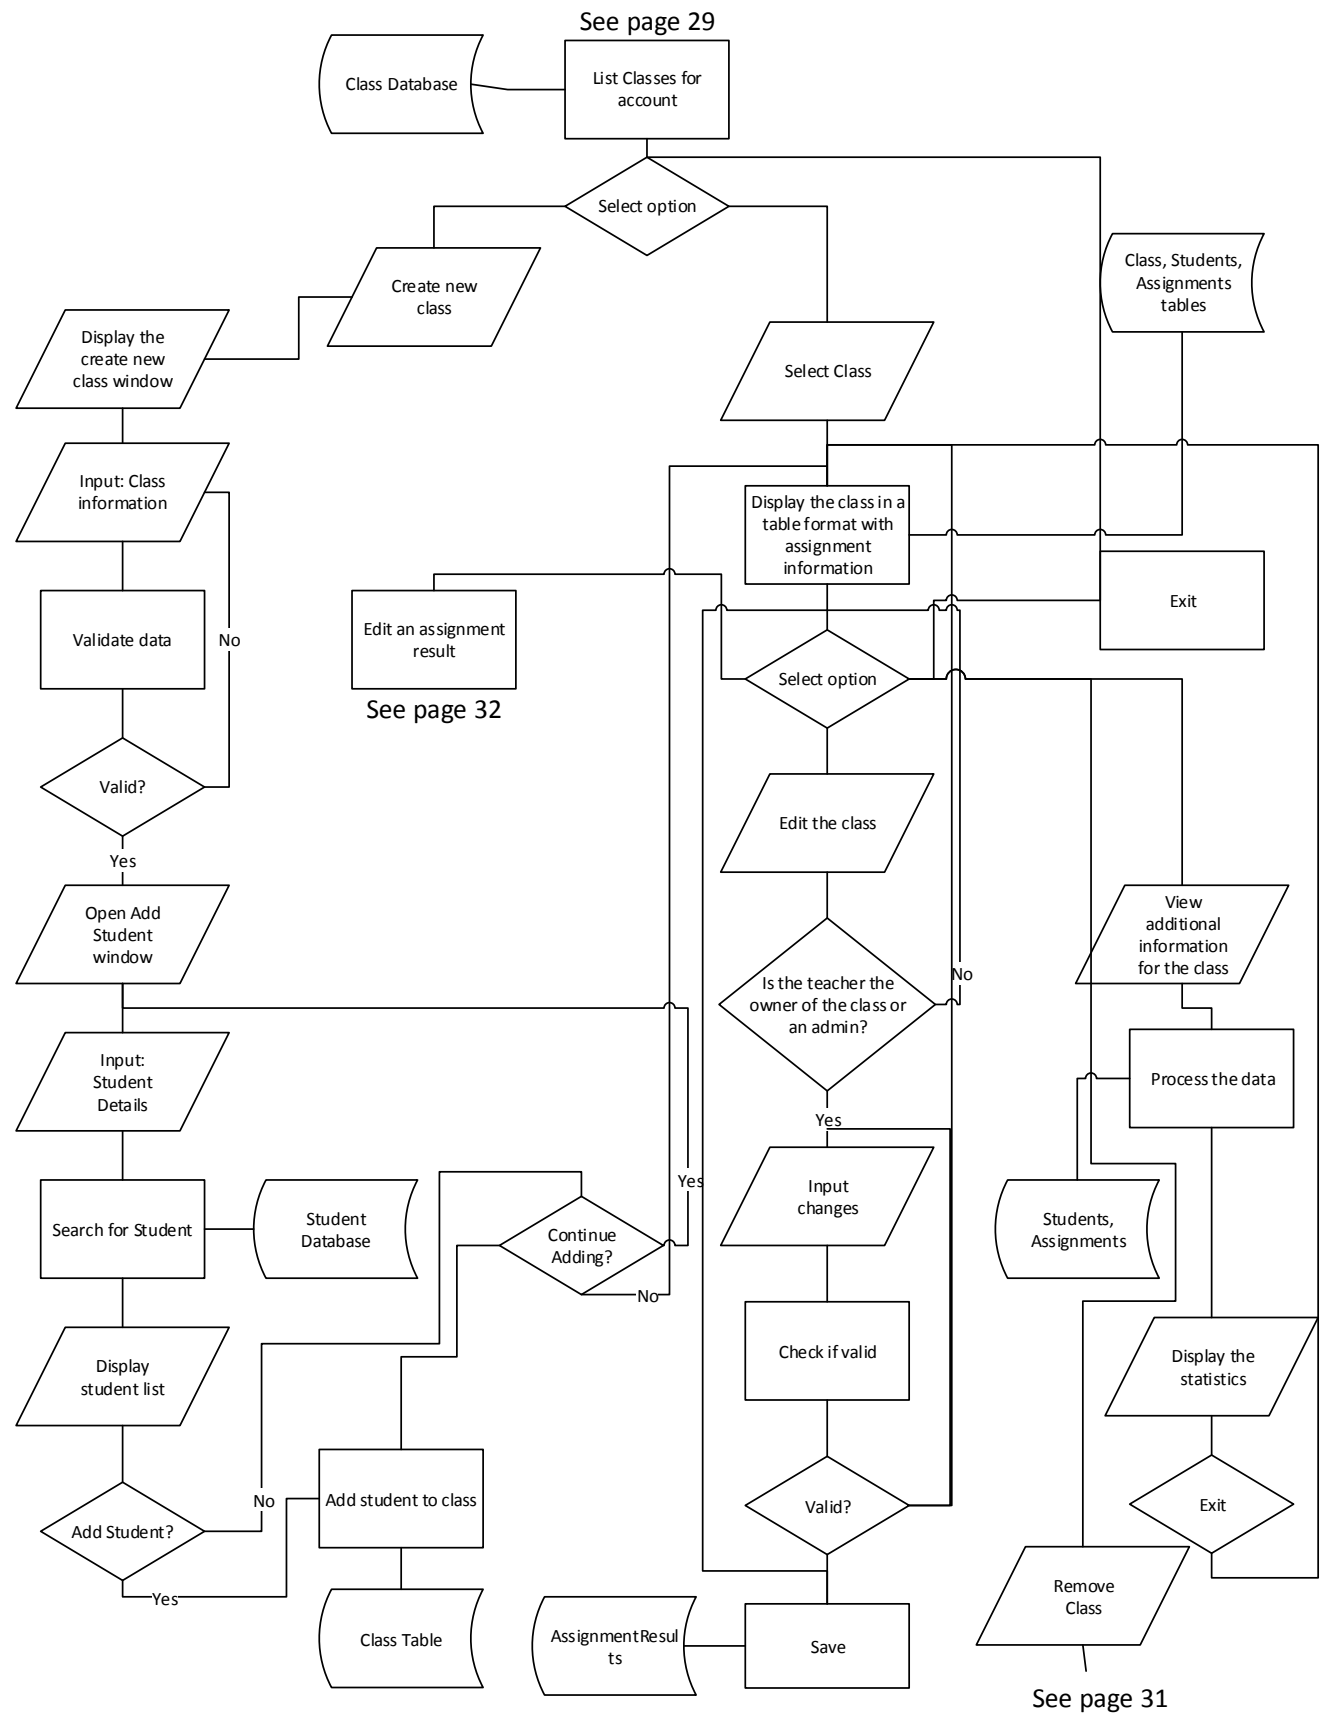 See page 29
Class Database
List Classes for
account
Select option
Create new
class
Class, Students,
Assignments
tables
Display the
create new
class window
Select Class
Input: Class
information
Display the class in a
table format with
assignment
information
Exit
Edit an assignment
result
See page 32
Validate data
No
Select option
Valid?
Yes
Edit the class
Open Add
Student
window
View
additional
information
for the class
Is the teacher the
owner of the class or
an admin?
No
Input:
Student
Details
Process the data
Yes
Yes
Input
changes
Search for Student
Student
Database
Continue
Adding?
No
Students,
Assignments
Display
student list
Check if valid
Display the
statistics
Add Student?
No
Yes
Add student to class
Valid?
Exit
Class Table
AssignmentResul
ts
Save
Remove
Class
See page 31